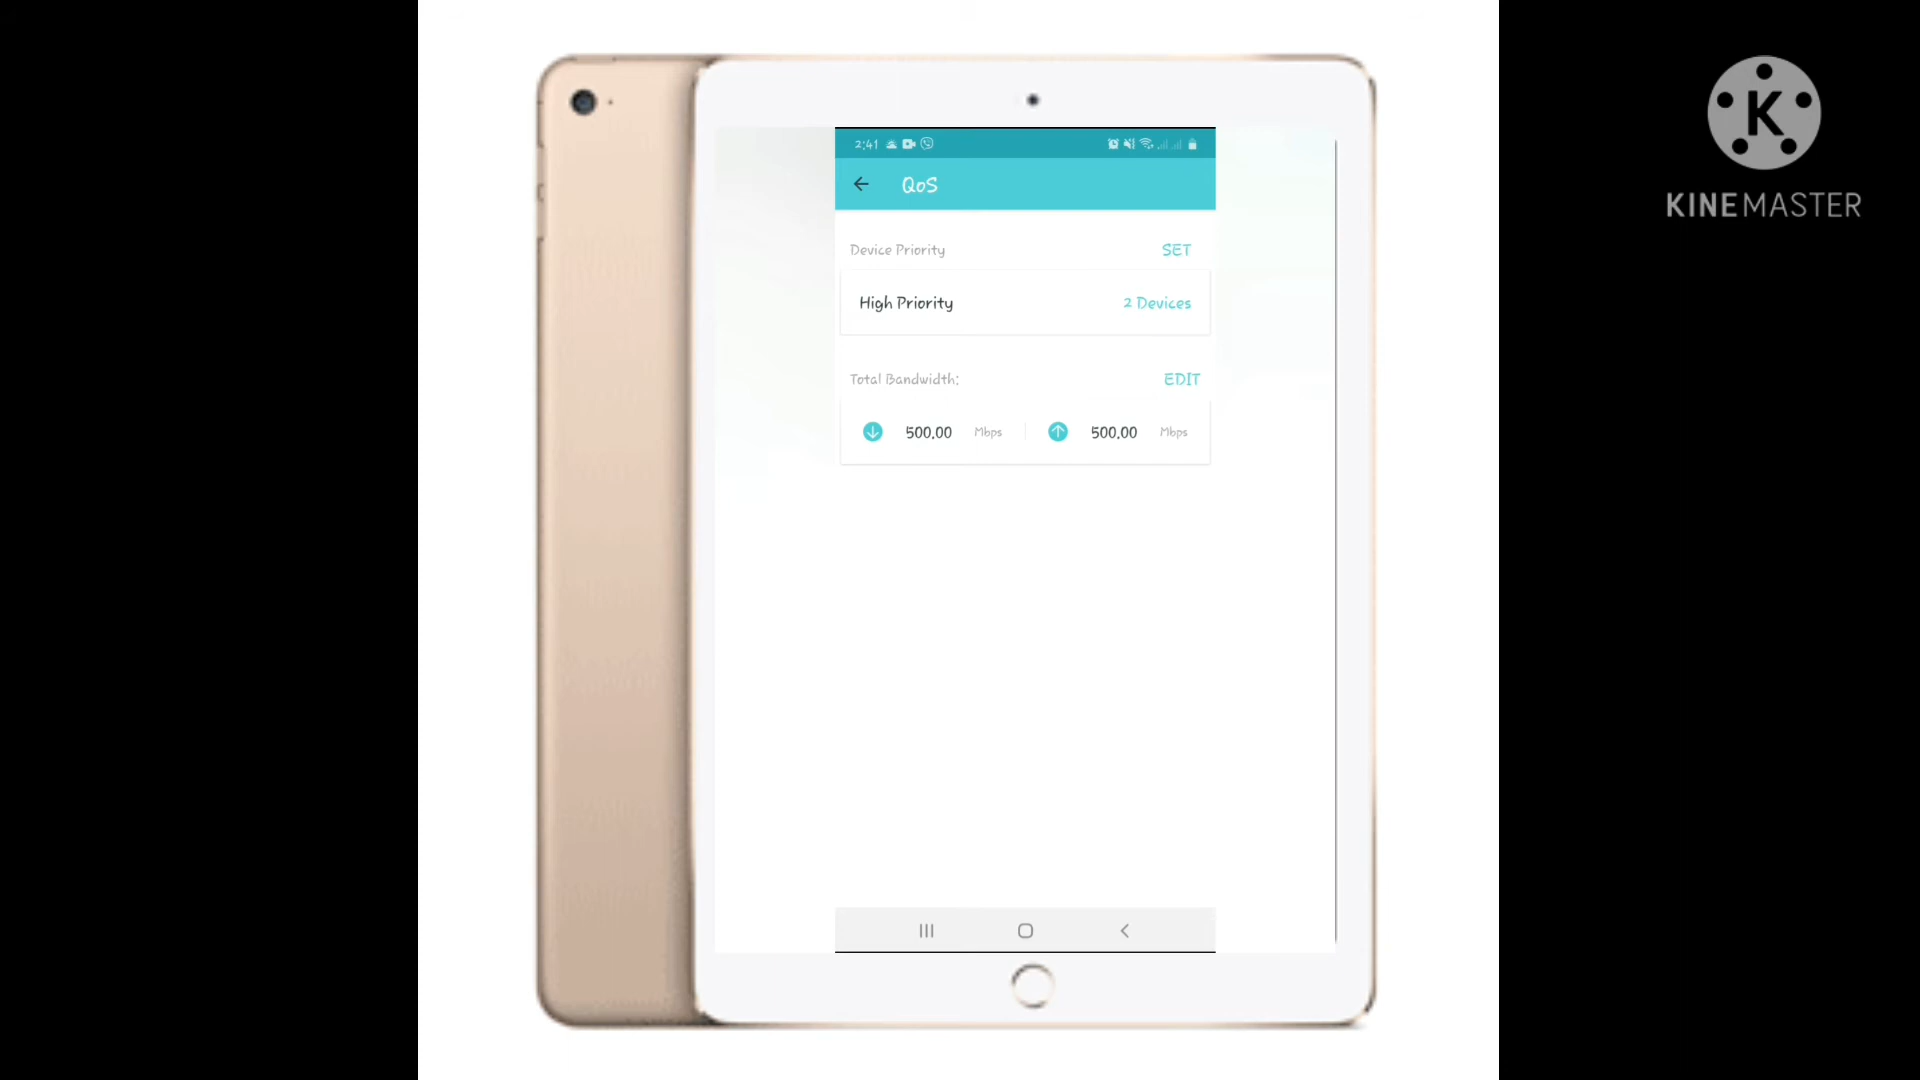 K
KINEMASTER
2:41
QoS
Device Priority SET
High Priority 2 Devices
Total Bandwidth: EDIT
500.00 Mbps 500.00 Mbps